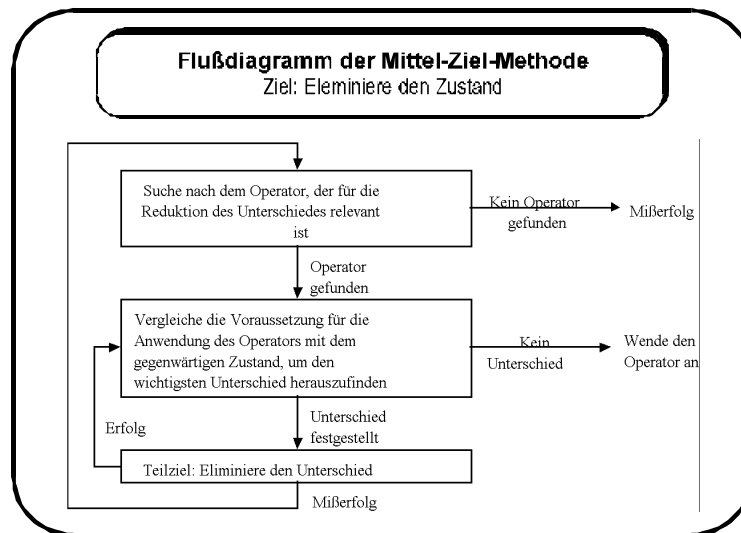 Flußdiagramm der Mittel-Ziel-Methode
Ziel: Eleminiere den Zustand
Suche nach dem Operator, der für die
Reduktion des Unterschiedes relevant
ist
Kein Operator
gefunden
Mißerfolg
Operator
gefunden
Vergleiche die Voraussetzung für die
Anwendung des Operators mit dem
gegenwärtigen Zustand, um den
wichtigsten Unterschied herauszufinden
Kein
Unterschied
Wende den
Operator an
Erfolg
Unterschied
festgestellt
Teilziel: Eliminiere den Unterschied
Mißerfolg